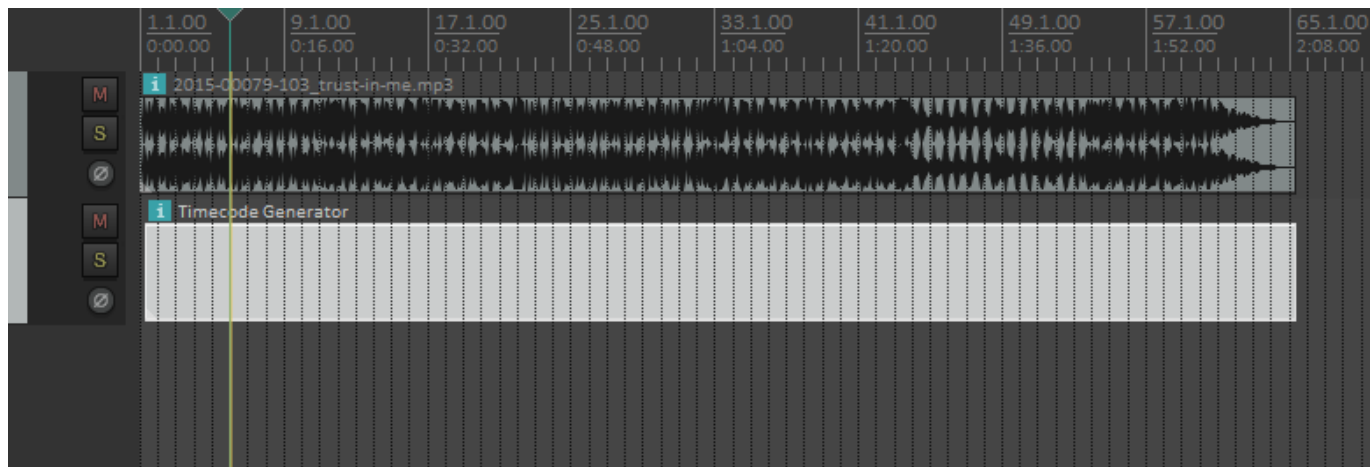 1.1.00 9.1.00 17.1.00 25.1.00 33.1.00 41.1.00 49.1.00 57.1.00 65.1.00
0:00.00 0:16.00 0:32.00 0:48.00 1:04.00 1:20.00 1:36.00 1:52.00 2:08.00
i 2015-00079-103_trust-in-me.mp3
M
S
i Timecode Generator
M
S